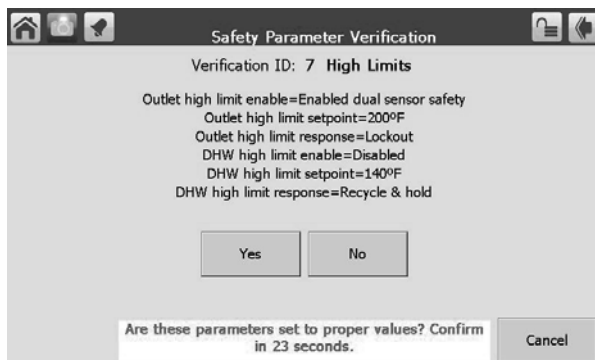 Safety Parameter Verification
Verification ID: 7 High Limits
Outlet high limit enable=Enabled dual sensor safety
Outlet high limit setpoint=200ºF
Outlet high limit response=Lockout
DHW high limit enable=Disabled
DHW high limit setpoint=140ºF
DHW high limit response=Recycle & hold
Yes No
Are these parameters set to proper values? Confirm
in 23 seconds.
Cancel